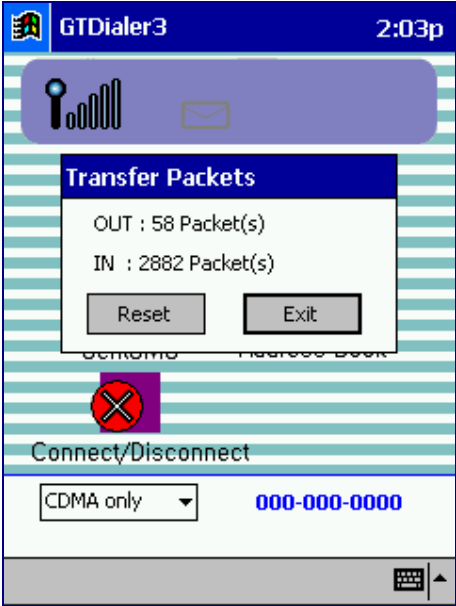 GTDialer3 2:03p
Transfer Packets
OUT : 58 Packet(s)
IN : 2882 Packet(s)
Reset Exit
Connect/Disconnect
CDMA only 000-000-0000